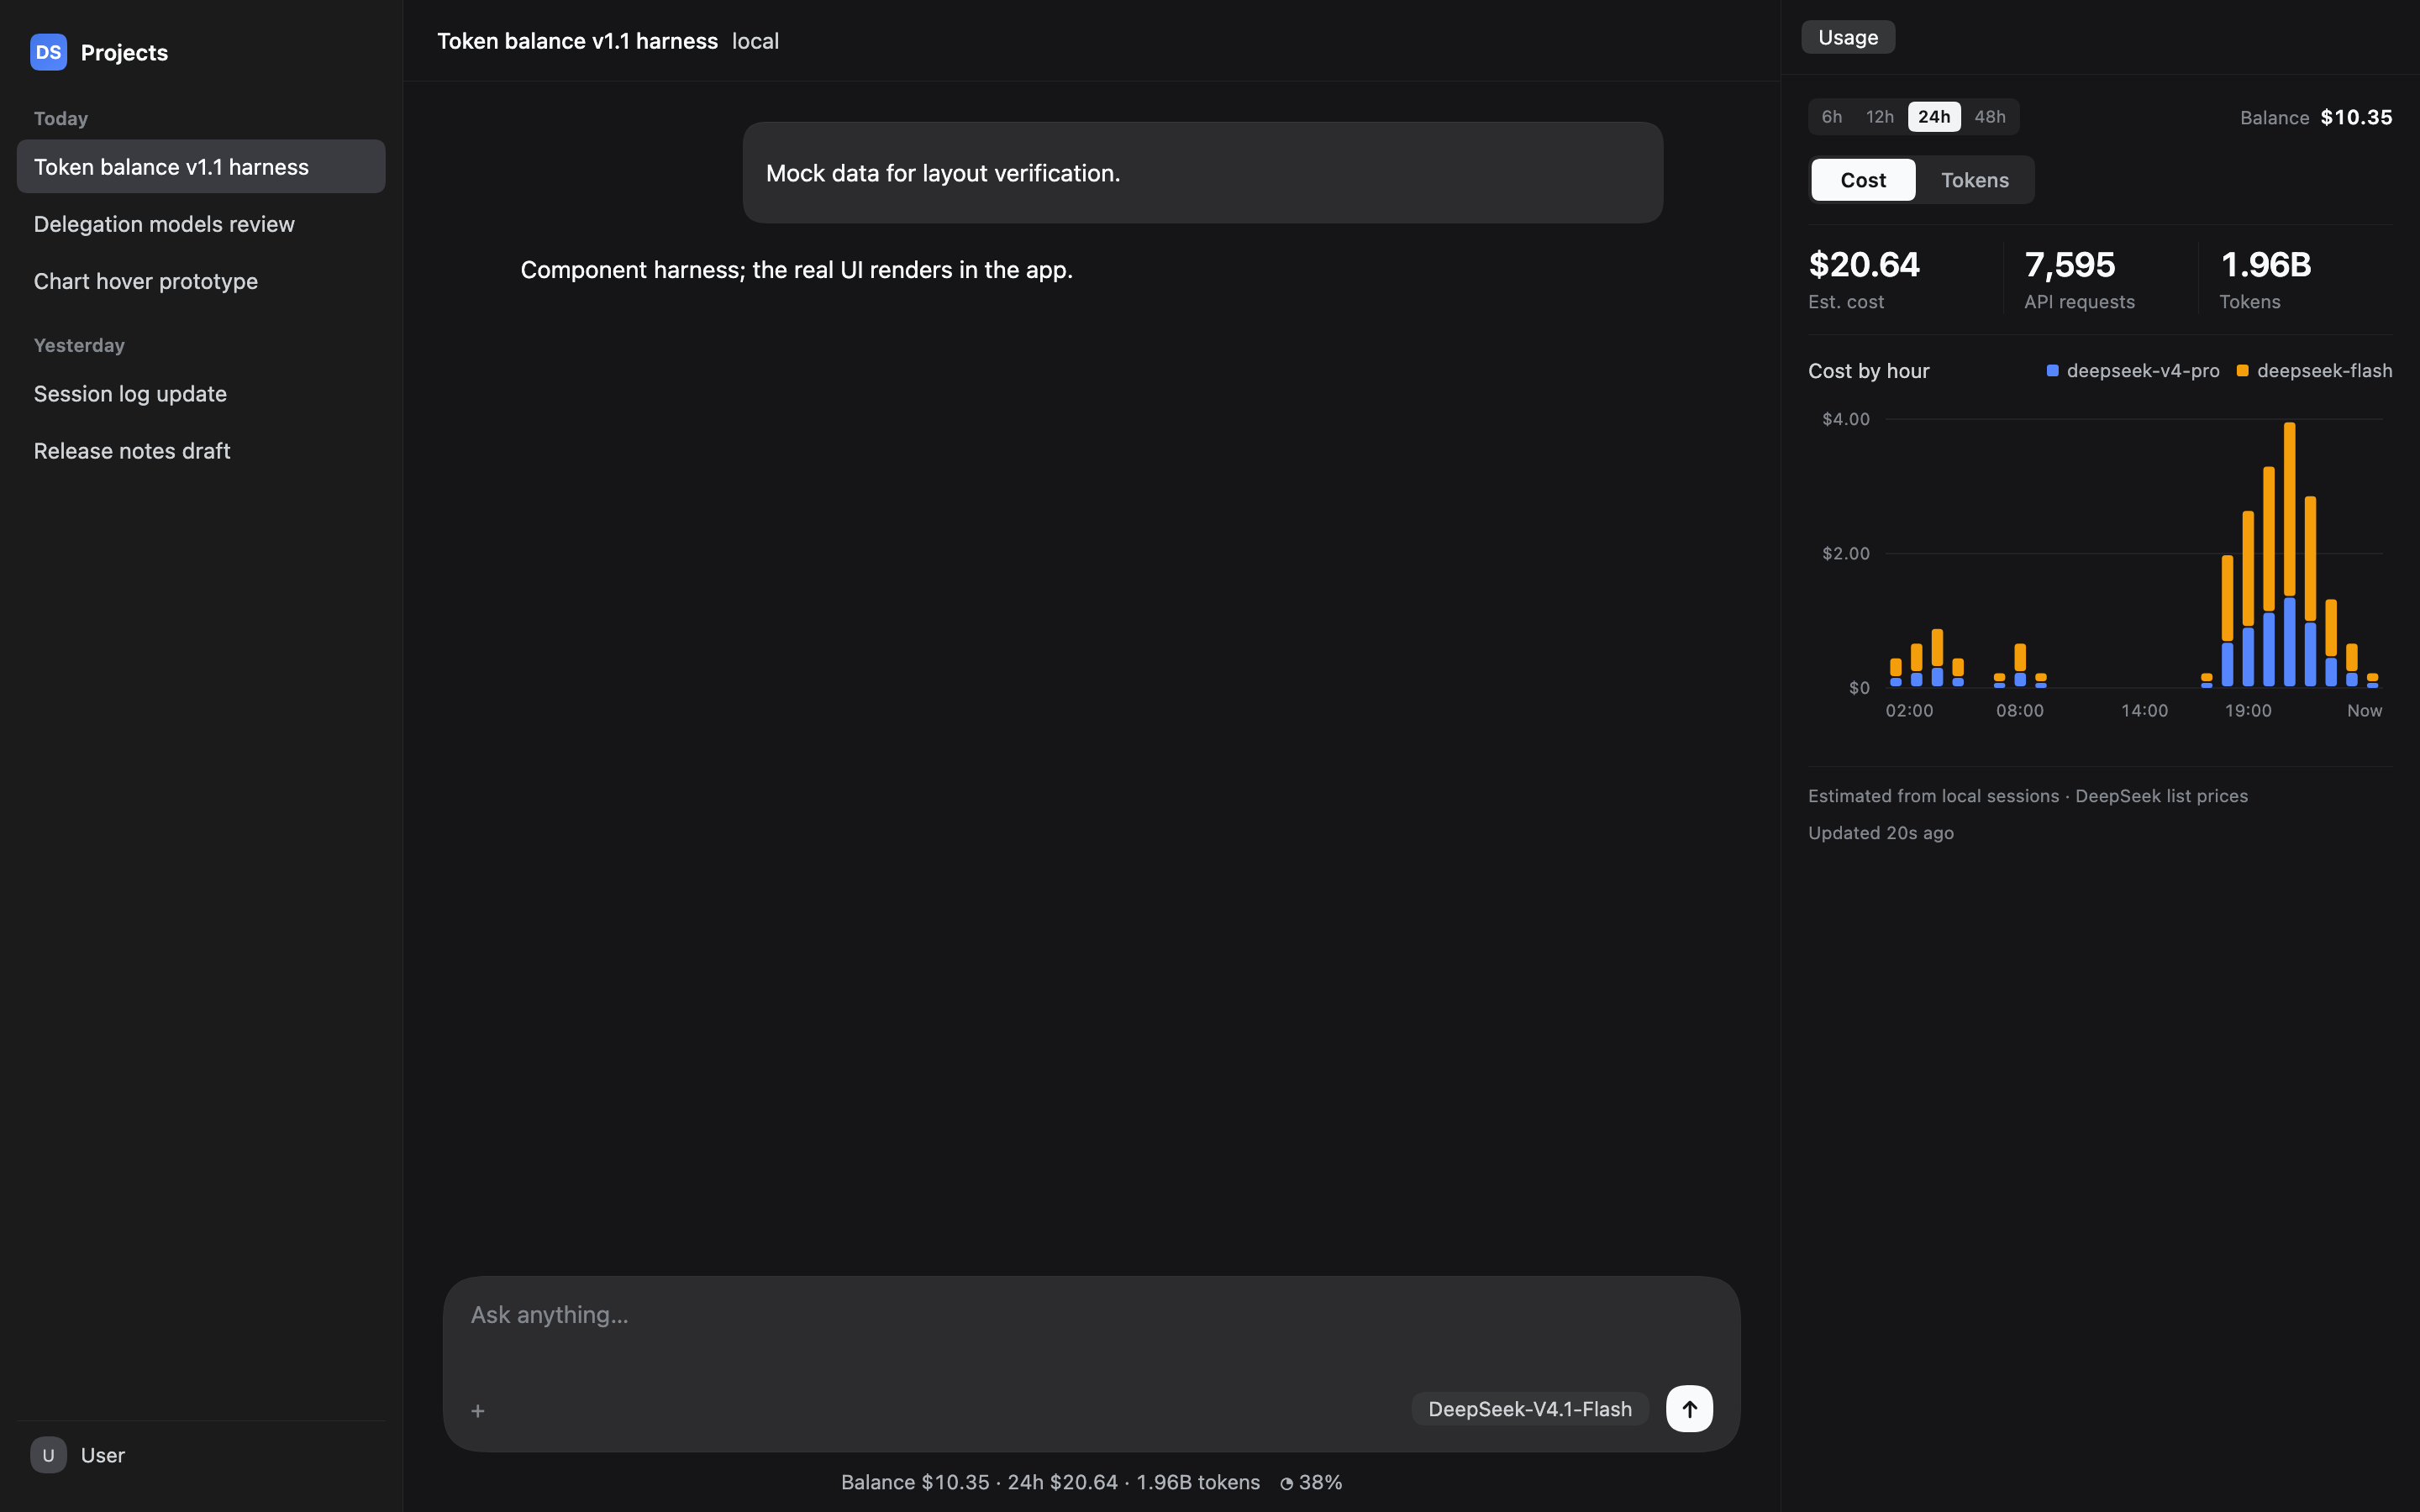 DS Projects
Today
Token balance v1.1 harness
Delegation models review
Chart hover prototype
Yesterday
Session log update
Release notes draft
U User
Token balance v1.1 harness local
Mock data for layout verification.
Component harness; the real UI renders in the app.
Ask anything...
+
DeepSeek-V4.1-Flash
Balance $10.35 · 24h $20.64 · 1.96B tokens 38%
Usage
6h 12h 24h 48h Balance $10.35
Cost Tokens
$20.64 7,595 1.96B
Est. cost API requests Tokens
Cost by hour deepseek-v4-pro deepseek-flash
$4.00
$2.00
$0
02:00 08:00 14:00 19:00 Now
Estimated from local sessions · DeepSeek list prices
Updated 20s ago